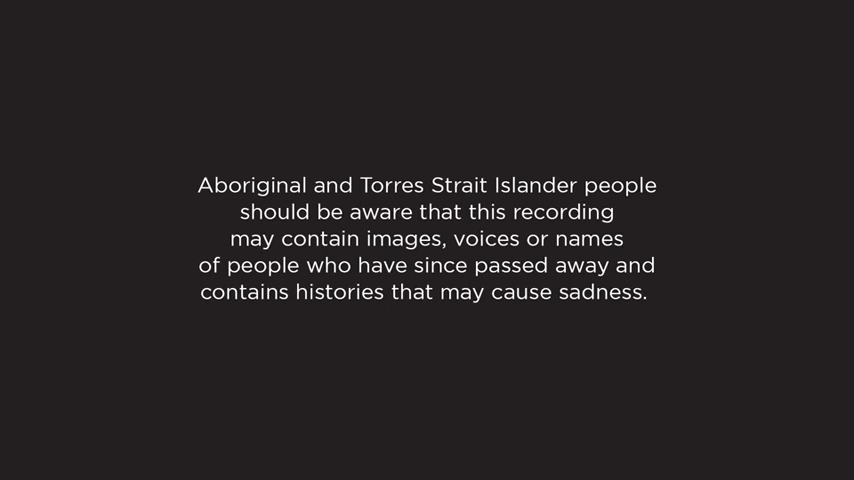 Aboriginal and Torres Strait Islander people
should be aware that this recording
may contain images, voices or names
of people who have since passed away and
contains histories that may cause sadness.